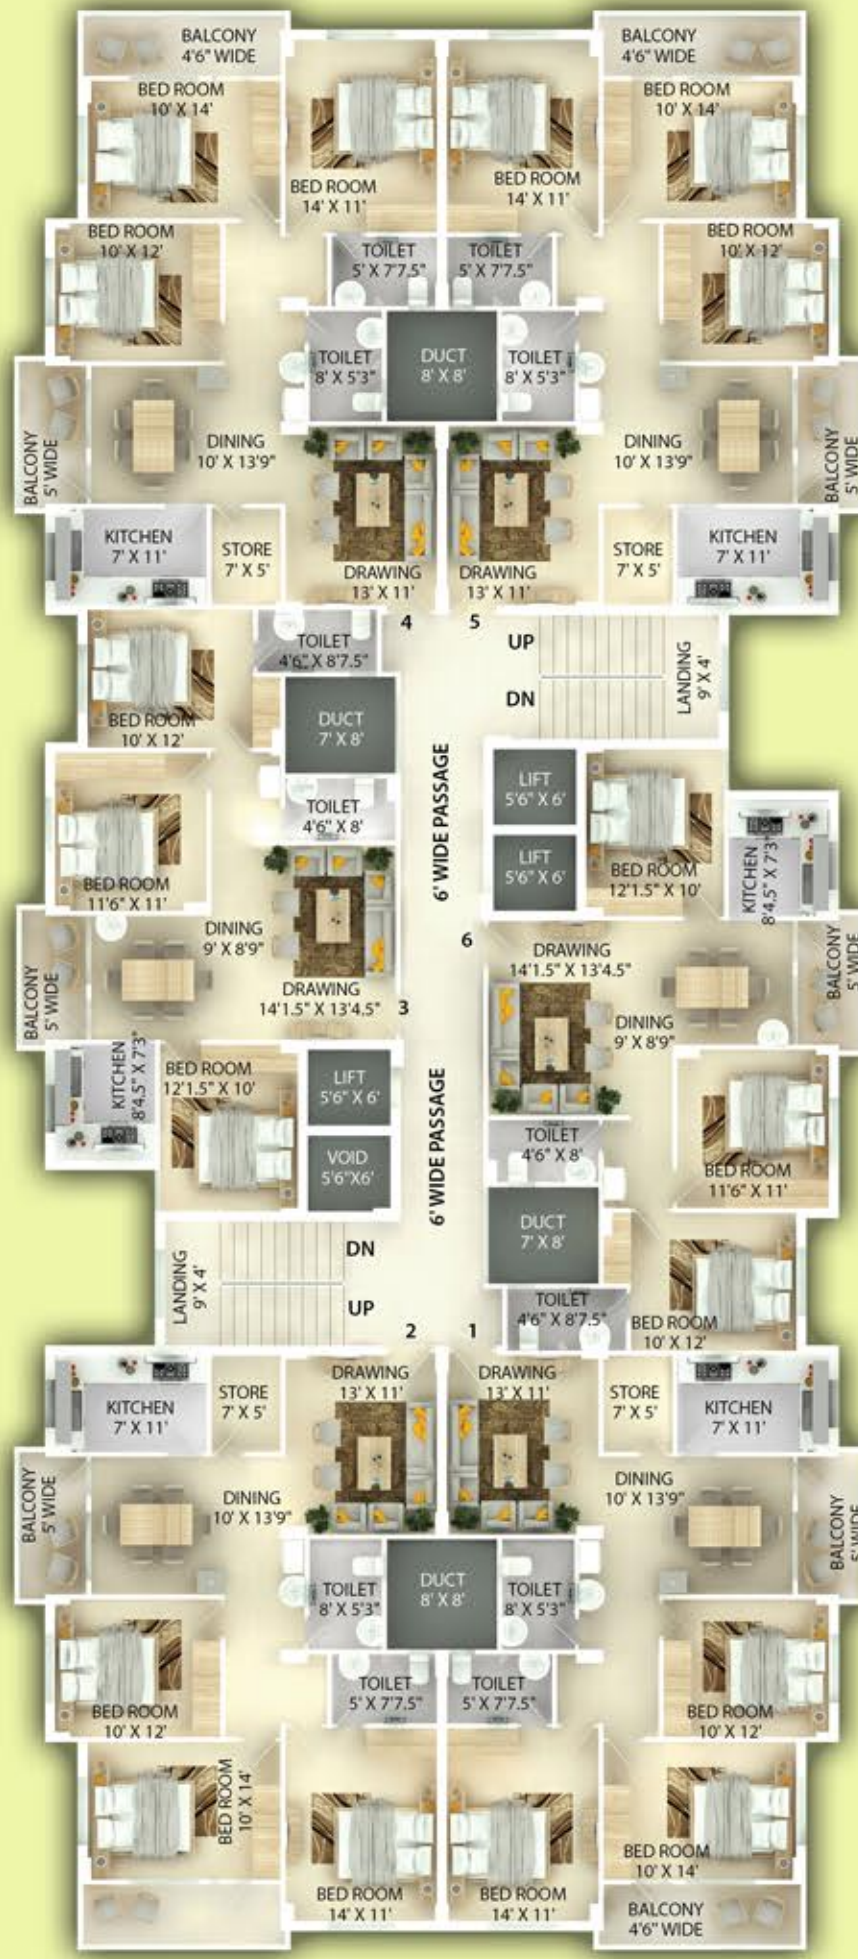 BALCONY
4'6" WIDE
BALCONY
4'6" WIDE
BED ROOM
10' X 14'
BED ROOM
10' X 14'
BED ROOM
14' X 11'
BED ROOM
14' X 11'
BED ROOM
10' X 12'
BED ROOM
10' X 12'
TOILET
5' X 7'7.5"
TOILET
5' X 7'7.5"
TOILET
8' X 5'3"
DUCT
8' X 8'
TOILET
8' X 5'3"
BALCONY
5' WIDE
DINING
10' X 13'9"
DINING
10' X 13'9"
BALCONY
5' WIDE
KITCHEN
7' X 11'
STORE
7' X 5'
DRAWING
13' X 11'
DRAWING
13' X 11'
STORE
7' X 5'
KITCHEN
7' X 11'
4
5
TOILET
4'6" X 8'7.5"
UP
DN
LANDING
9' X 4'
BED ROOM
10' X 12'
DUCT
7' X 8'
6' WIDE PASSAGE
LIFT
5'6" X 6'
TOILET
4'6" X 8'
LIFT
5'6" X 6'
BED ROOM
12'1.5" X 10'
KITCHEN
8'4.5" X 7'3"
BED ROOM
11'6" X 11'
DINING
9' X 8'9"
6
DRAWING
14'1.5" X 13'4.5"
BALCONY
5' WIDE
BALCONY
5' WIDE
DRAWING
14'1.5" X 13'4.5"
3
DINING
9' X 8'9"
KITCHEN
8'4.5" X 7'3"
BED ROOM
12'1.5" X 10'
LIFT
5'6" X 6'
6' WIDE PASSAGE
TOILET
4'6" X 8'
VOID
5'6"X6'
BED ROOM
11'6" X 11'
DUCT
7' X 8'
LANDING
9' X 4'
DN
UP
TOILET
4'6" X 8'7.5"
BED ROOM
10' X 12'
2
1
KITCHEN
7' X 11'
STORE
7' X 5'
DRAWING
13' X 11'
DRAWING
13' X 11'
STORE
7' X 5'
KITCHEN
7' X 11'
BALCONY
5' WIDE
DINING
10' X 13'9"
DINING
10' X 13'9"
BALCONY
5' WIDE
TOILET
8' X 5'3"
DUCT
8' X 8'
TOILET
8' X 5'3"
TOILET
5' X 7'7.5"
TOILET
5' X 7'7.5"
BED ROOM
10' X 12'
BED ROOM
10' X 12'
BED ROOM
10' X 14'
BED ROOM
10' X 14'
BED ROOM
14' X 11'
BED ROOM
14' X 11'
BALCONY
4'6" WIDE